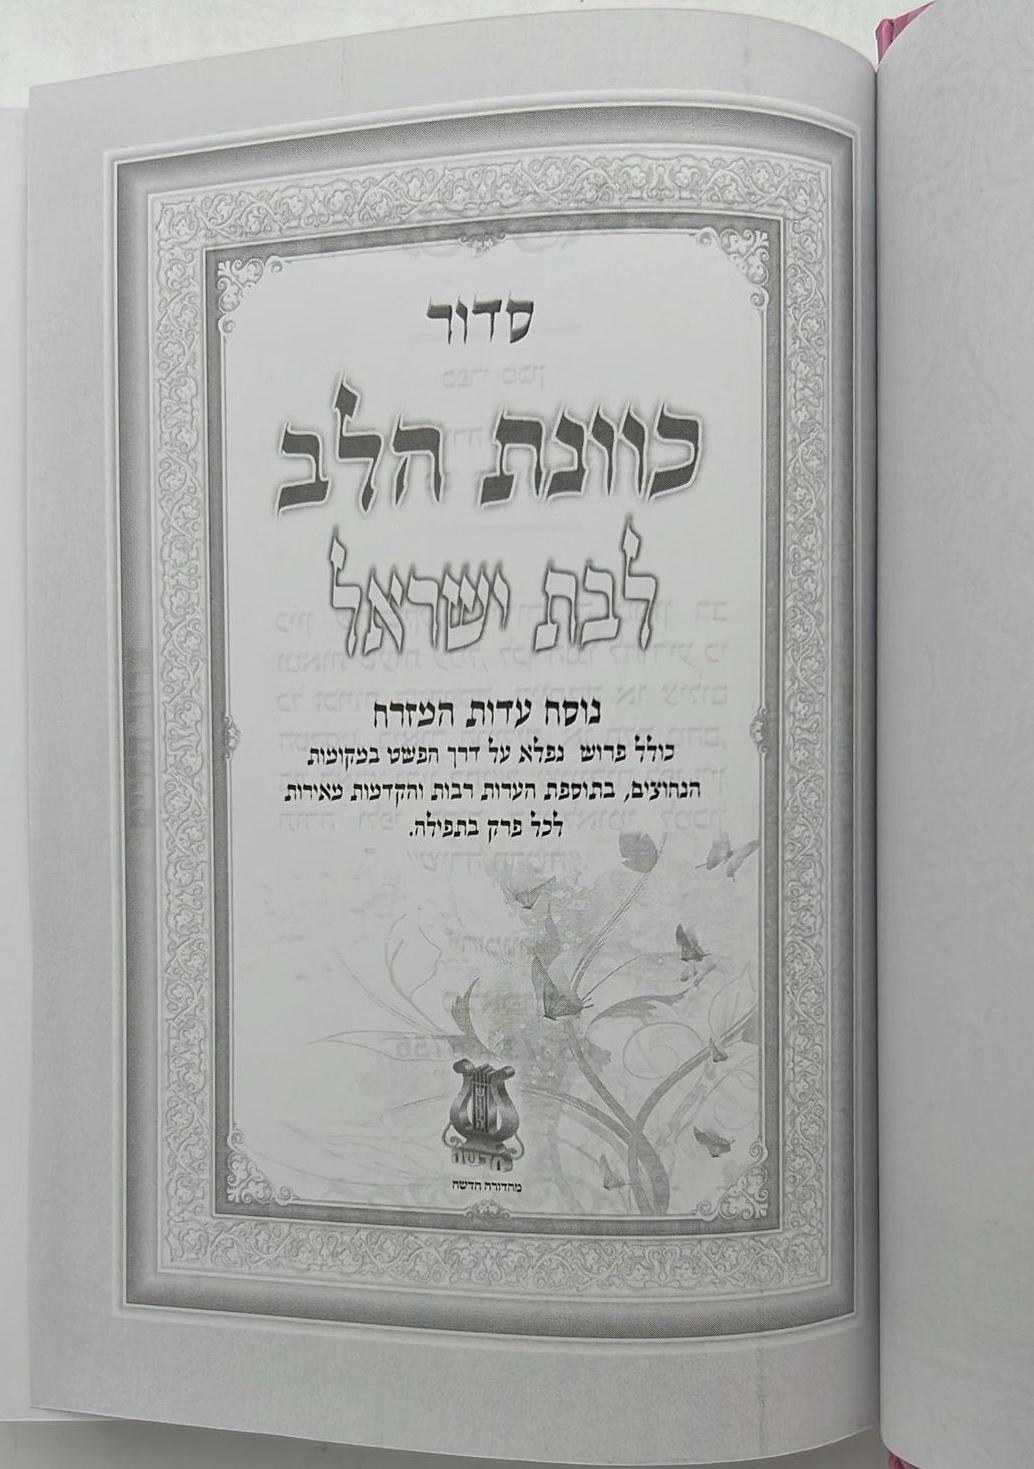 סדור
כוונת הלב
לבת ישראל
נוסח עדות המזרח
כולל פרוש נפלא על דרך הפשט במקומות
הנחוצים, בתוספת הערות רבות והקדמות מאירות
לכל פרק בתפילה.
מהדורה חדשה